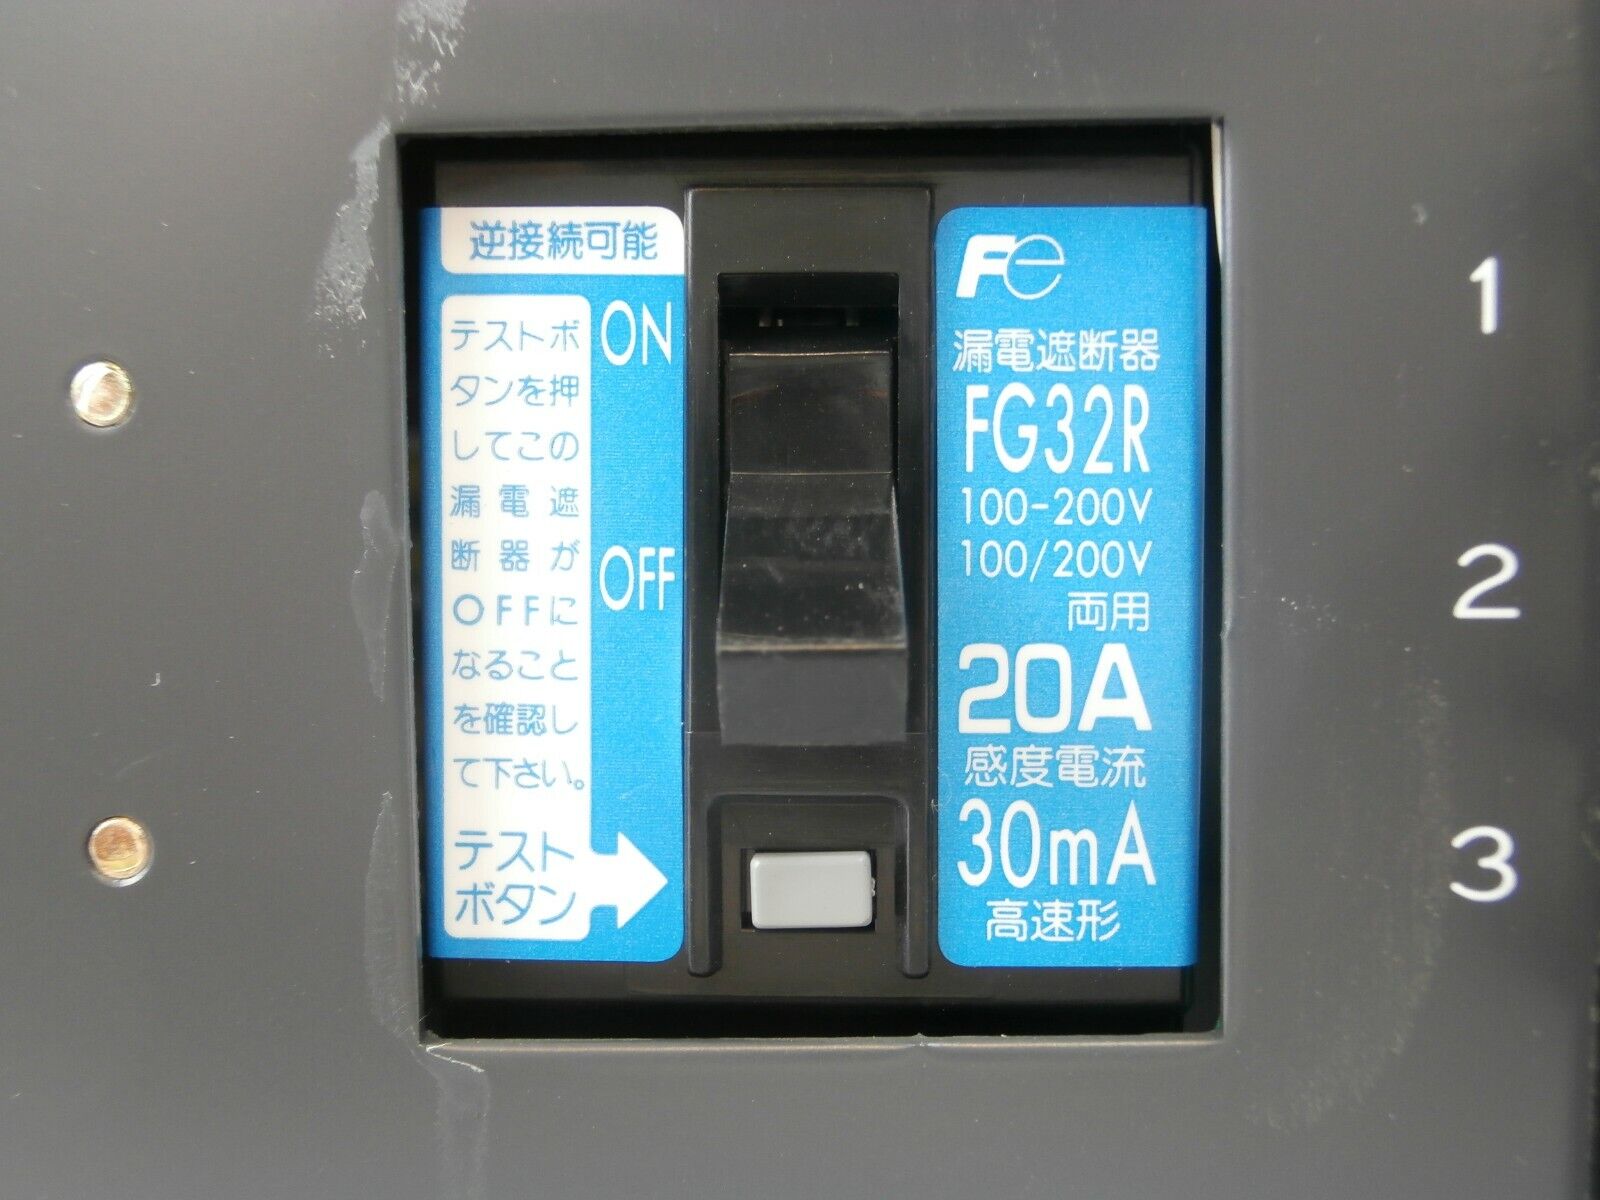 逆接続可能
テストボ
タンを押
してこの
漏電遮
断器が
OFFに
なること
を確認し
て下さい。
テスト
ボタン
ON
OFF
Fe
漏電遮断器
FG32R
100-200V
100/200V
両用
20A
感度電流
30mA
高速形
1
2
3